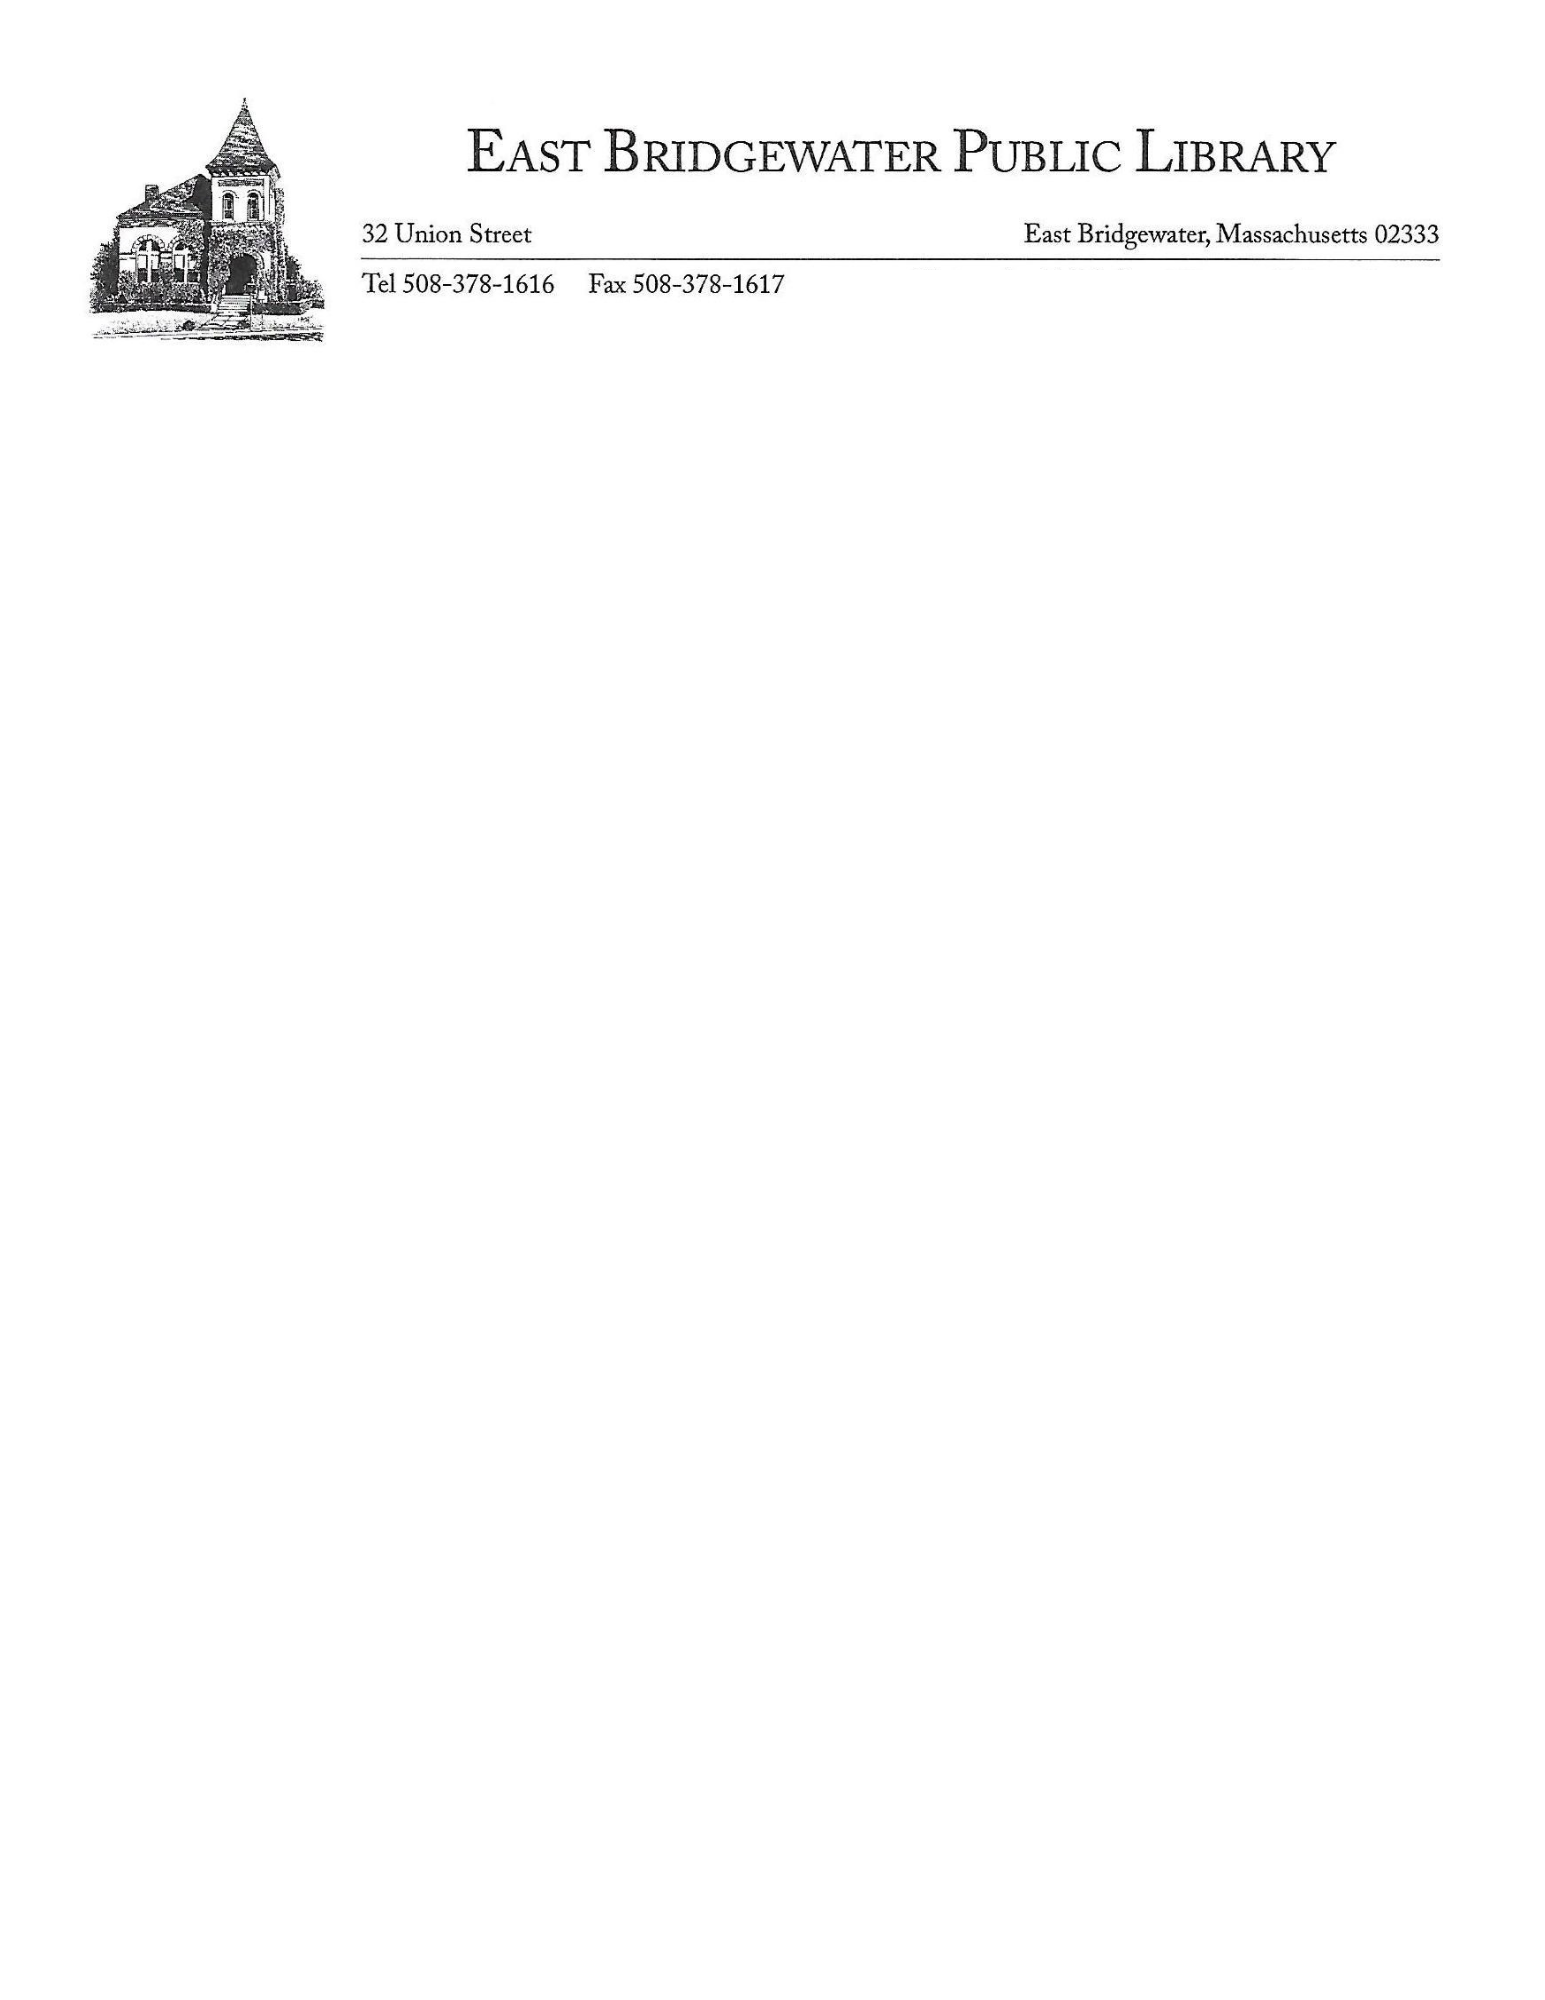 EAST BRIDGEWATER PUBLIC LIBRARY
32 Union Street East Bridgewater, Massachusetts 02333
Tel 508-378-1616 Fax 508-378-1617